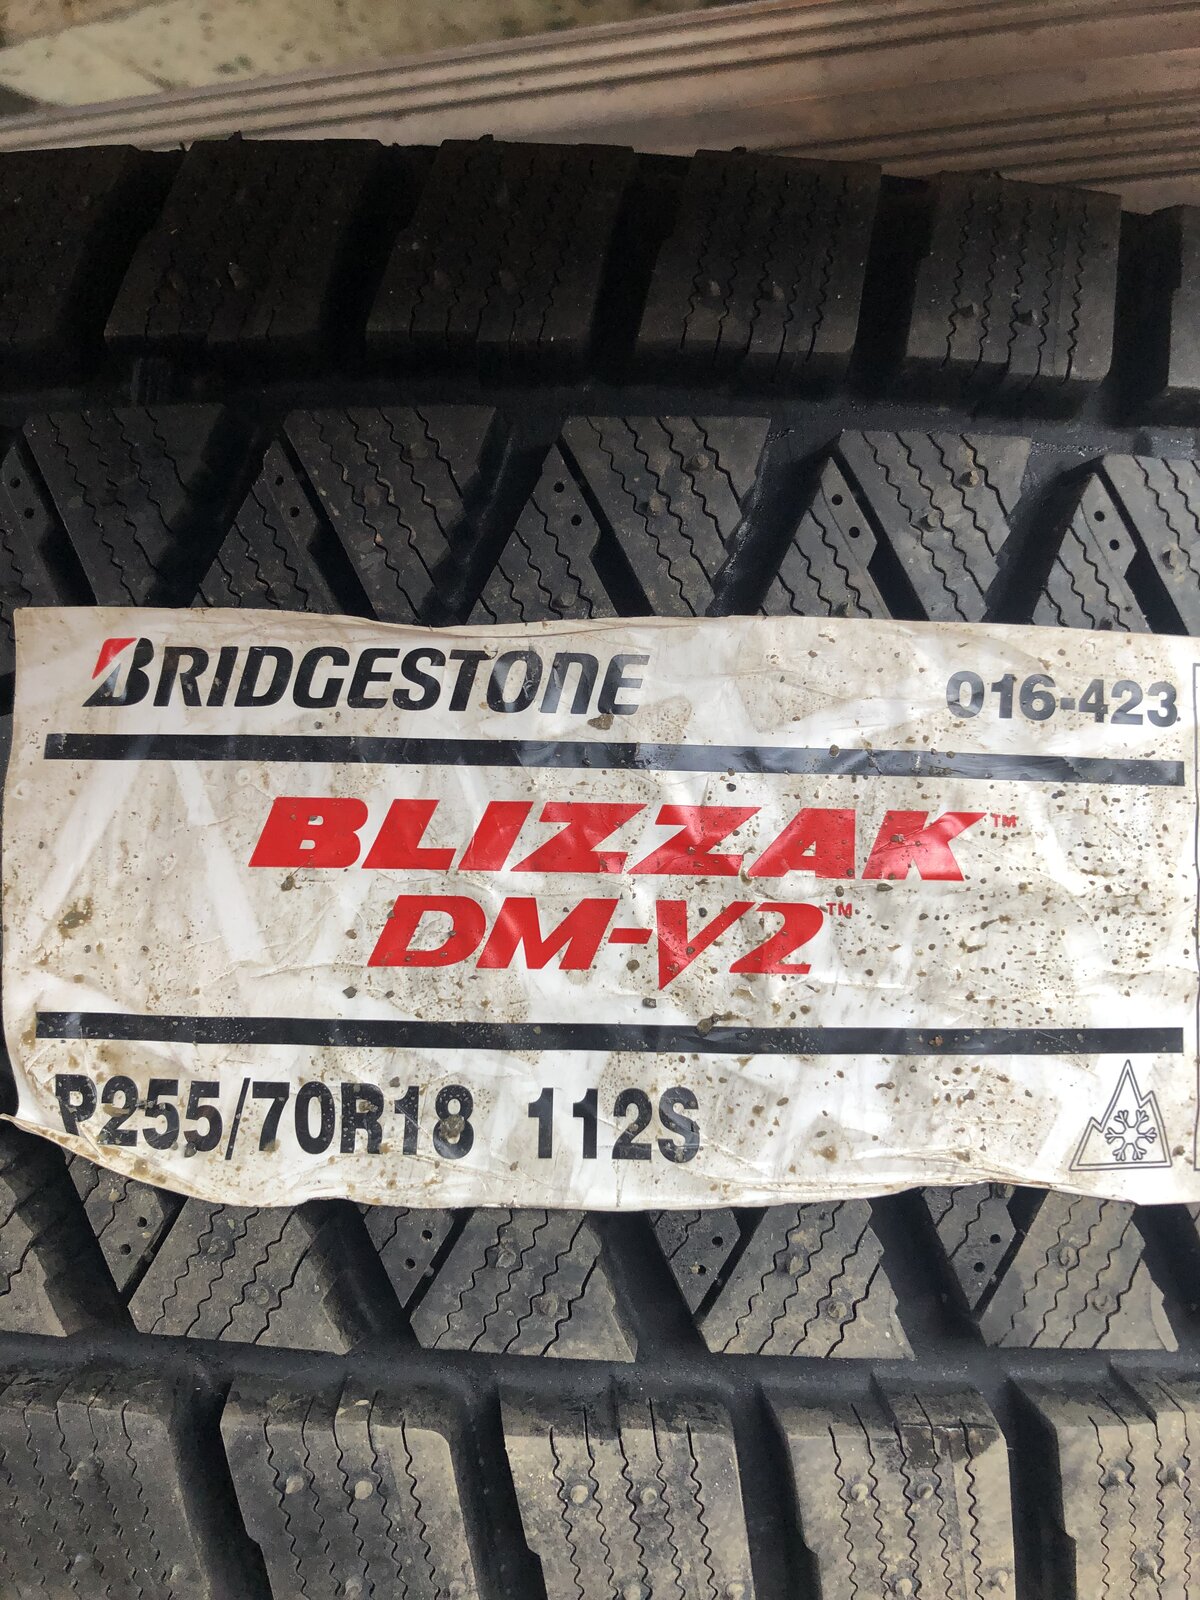 BRIDGESTONE 016-423
BLIZZAK™
DM-V2™
P255/70R18 112S